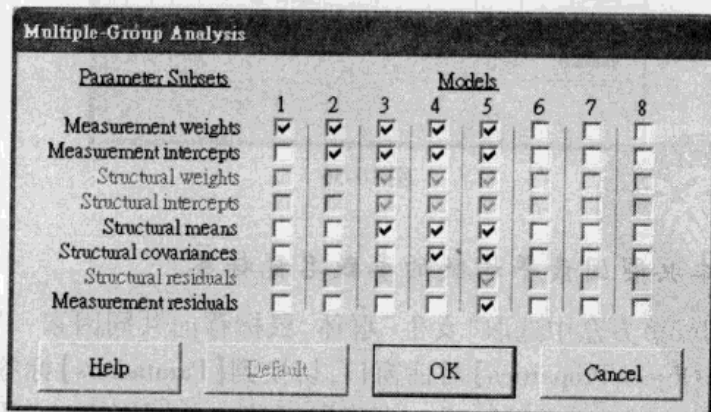 Multiple-Group Analysis
Parameter Subsets Models
1 2 3 4 5 6 7 8
Measurement weights
Measurement intercepts
Structural weights
Structural intercepts
Structural means
Structural covariances
Structural residuals
Measurement residuals
Help Default OK Cancel